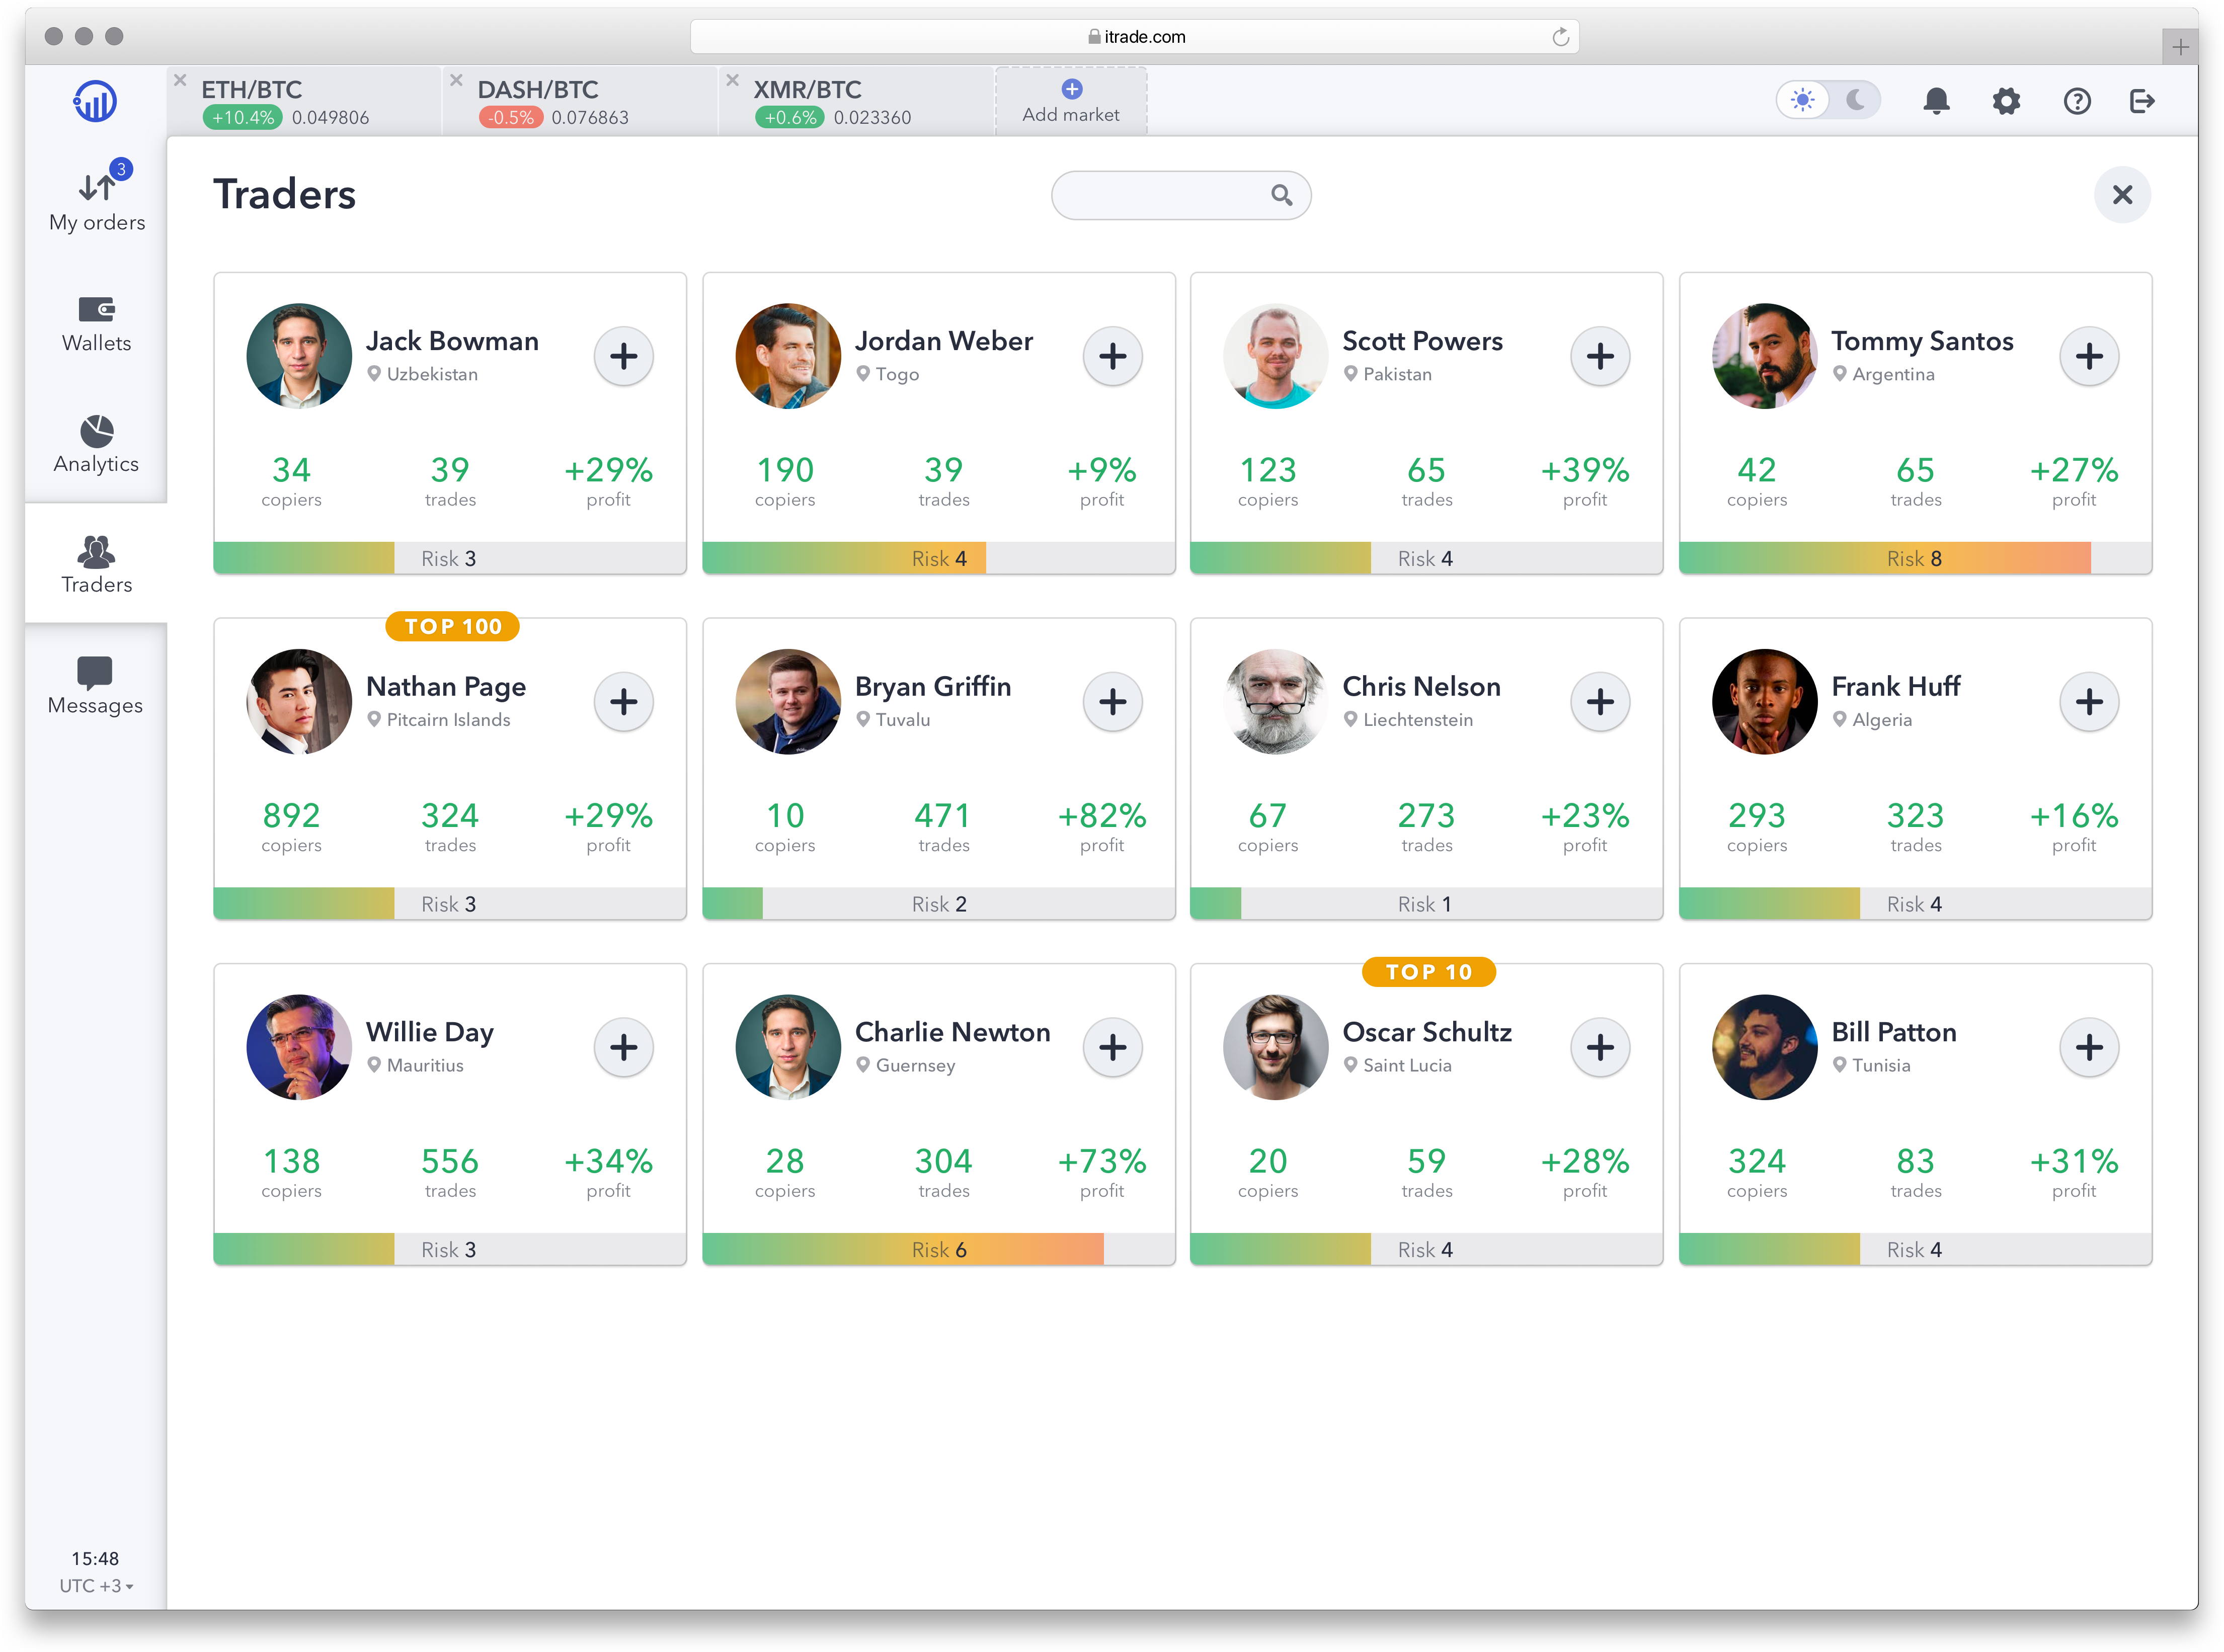 itrade.com
ETH/BTC
+10.4% 0.049806
DASH/BTC
-0.5% 0.076863
XMR/BTC
+0.6% 0.023360
Add market
3
My orders
Wallets
Analytics
Traders
Messages
15:48
UTC +3
Traders
Jack Bowman
Uzbekistan
34 39 +29%
copiers trades profit
Risk 3
Jordan Weber
Togo
190 39 +9%
copiers trades profit
Risk 4
Scott Powers
Pakistan
123 65 +39%
copiers trades profit
Risk 4
Tommy Santos
Argentina
42 65 +27%
copiers trades profit
Risk 8
TOP 100
Nathan Page
Pitcairn Islands
892 324 +29%
copiers trades profit
Risk 3
Bryan Griffin
Tuvalu
10 471 +82%
copiers trades profit
Risk 2
Chris Nelson
Liechtenstein
67 273 +23%
copiers trades profit
Risk 1
Frank Huff
Algeria
293 323 +16%
copiers trades profit
Risk 4
Willie Day
Mauritius
138 556 +34%
copiers trades profit
Risk 3
Charlie Newton
Guernsey
28 304 +73%
copiers trades profit
Risk 6
TOP 10
Oscar Schultz
Saint Lucia
20 59 +28%
copiers trades profit
Risk 4
Bill Patton
Tunisia
324 83 +31%
copiers trades profit
Risk 4